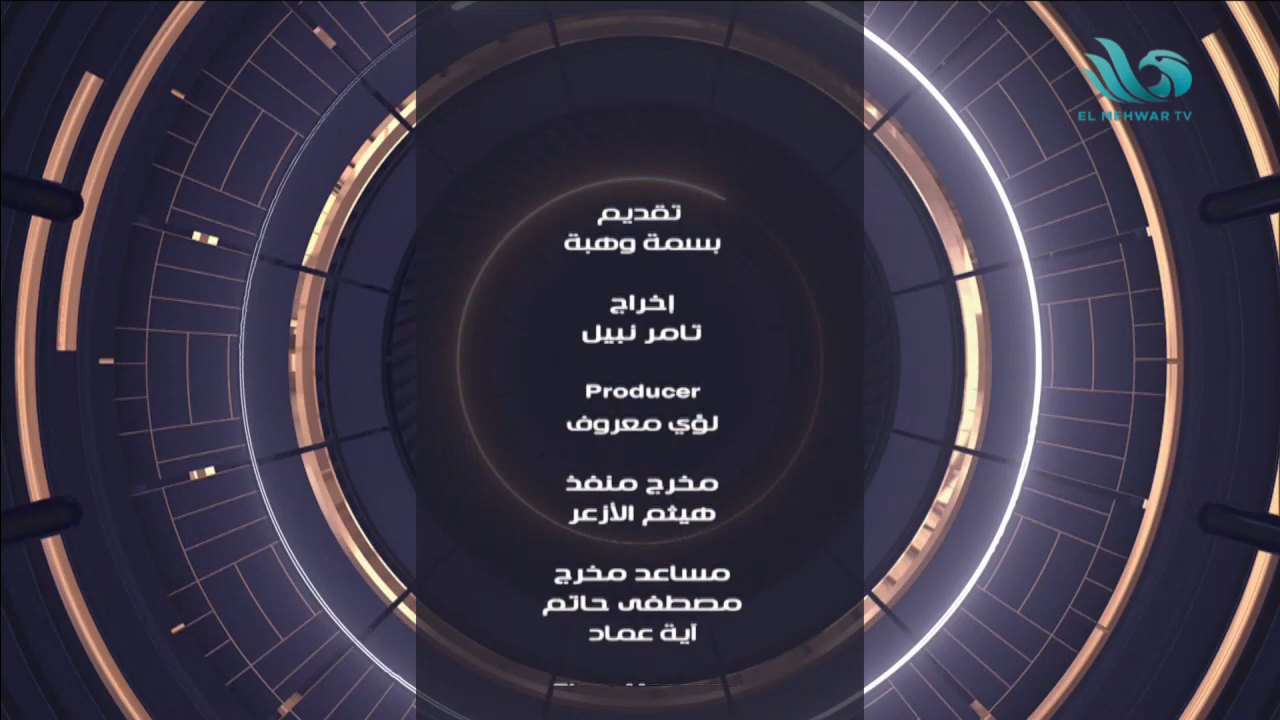 EL MEHWAR TV
تقديم
بسمة وهبة
إخراج
تامر نبيل
Producer
لؤي معروف
مخرج منفذ
هيثم الأزعر
مساعد مخرج
مصطفى حاتم
آية عماد